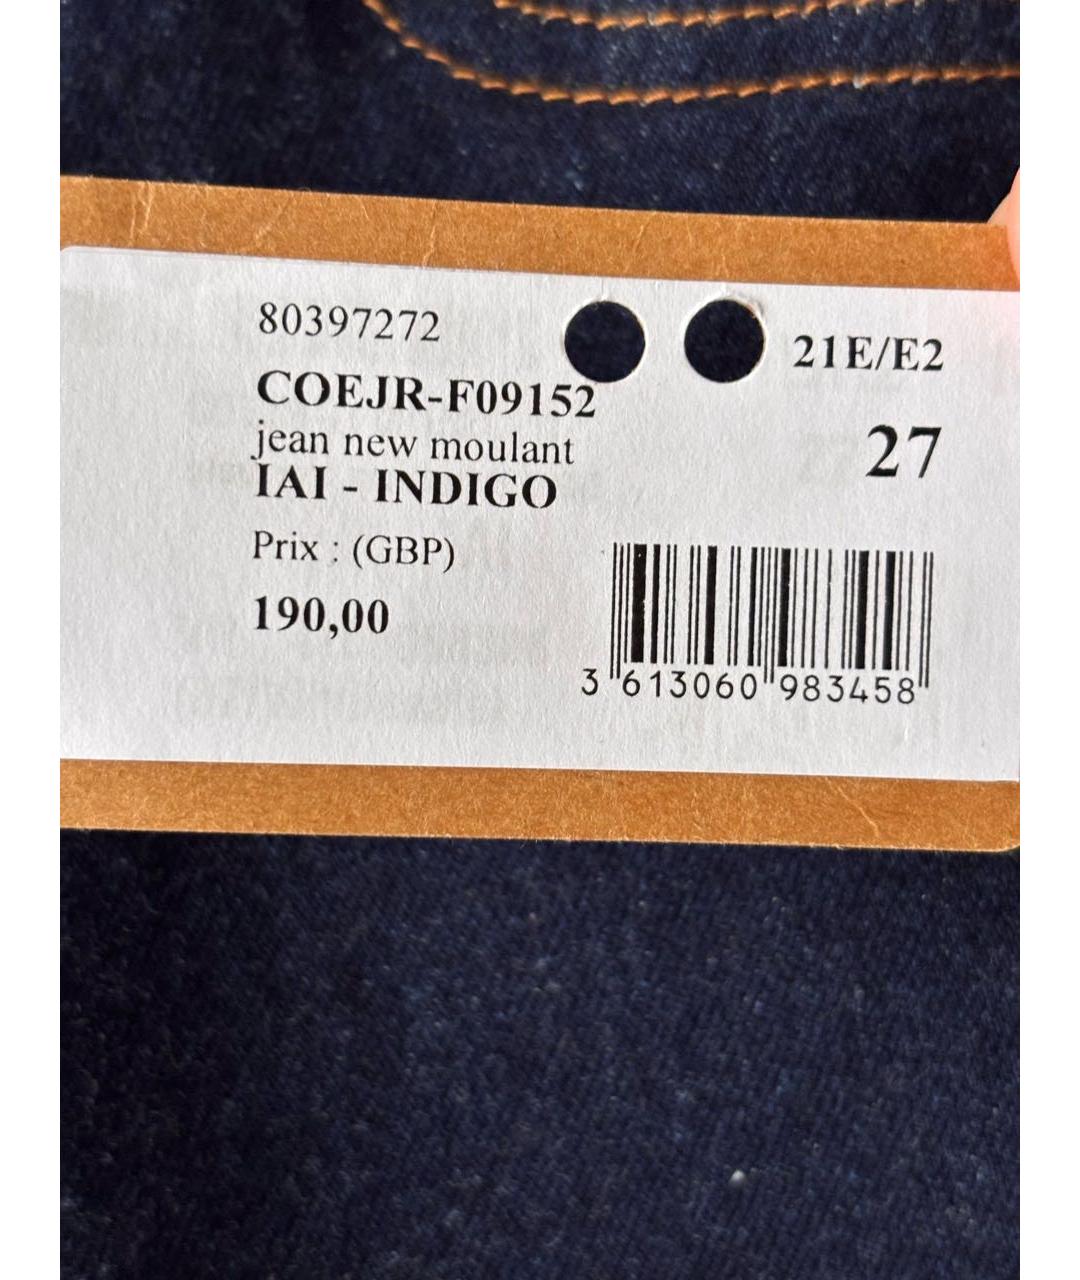 80397272
21E/E2
COEJR-F09152
jean new moulant
27
IAI - INDIGO
Prix : (GBP)
190,00
3 613060 983458